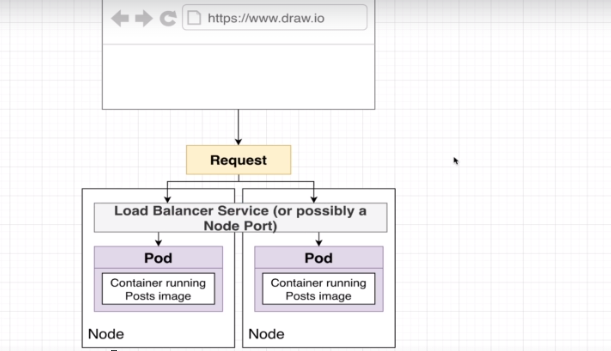 https://www.draw.io
Request
Load Balancer Service (or possibly a
Node Port)
Pod
Container running
Posts image
Node
Pod
Container running
Posts image
Node